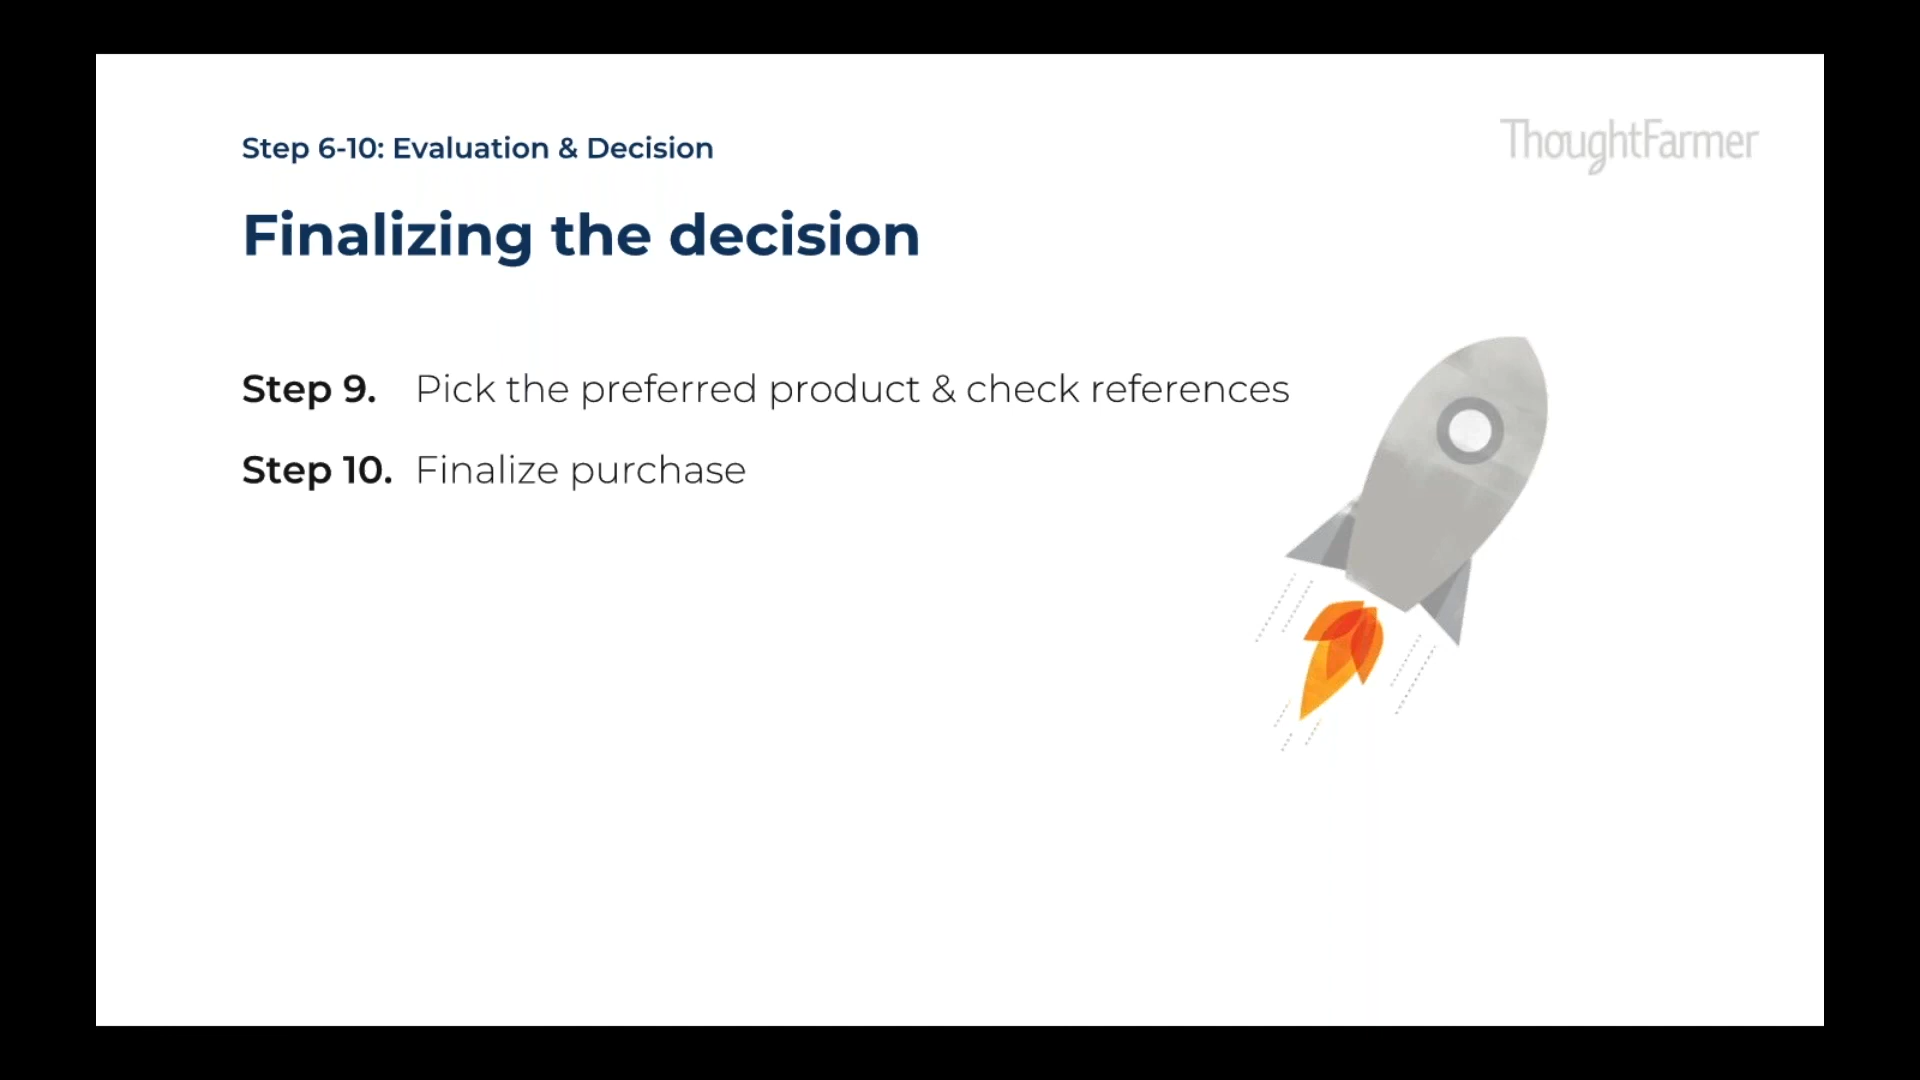 Step 6-10: Evaluation & Decision
ThoughtFarmer
Finalizing the decision
Step 9. Pick the preferred product & check references
Step 10. Finalize purchase